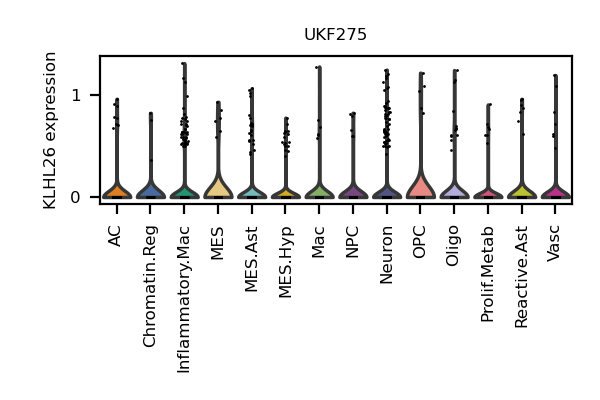 UKF275
KLHL26 expression
1
0
AC
Chromatin.Reg
Inflammatory.Mac
MES
MES.Ast
MES.Hyp
Mac
NPC
Neuron
OPC
Oligo
Prolif.Metab
Reactive.Ast
Vasc